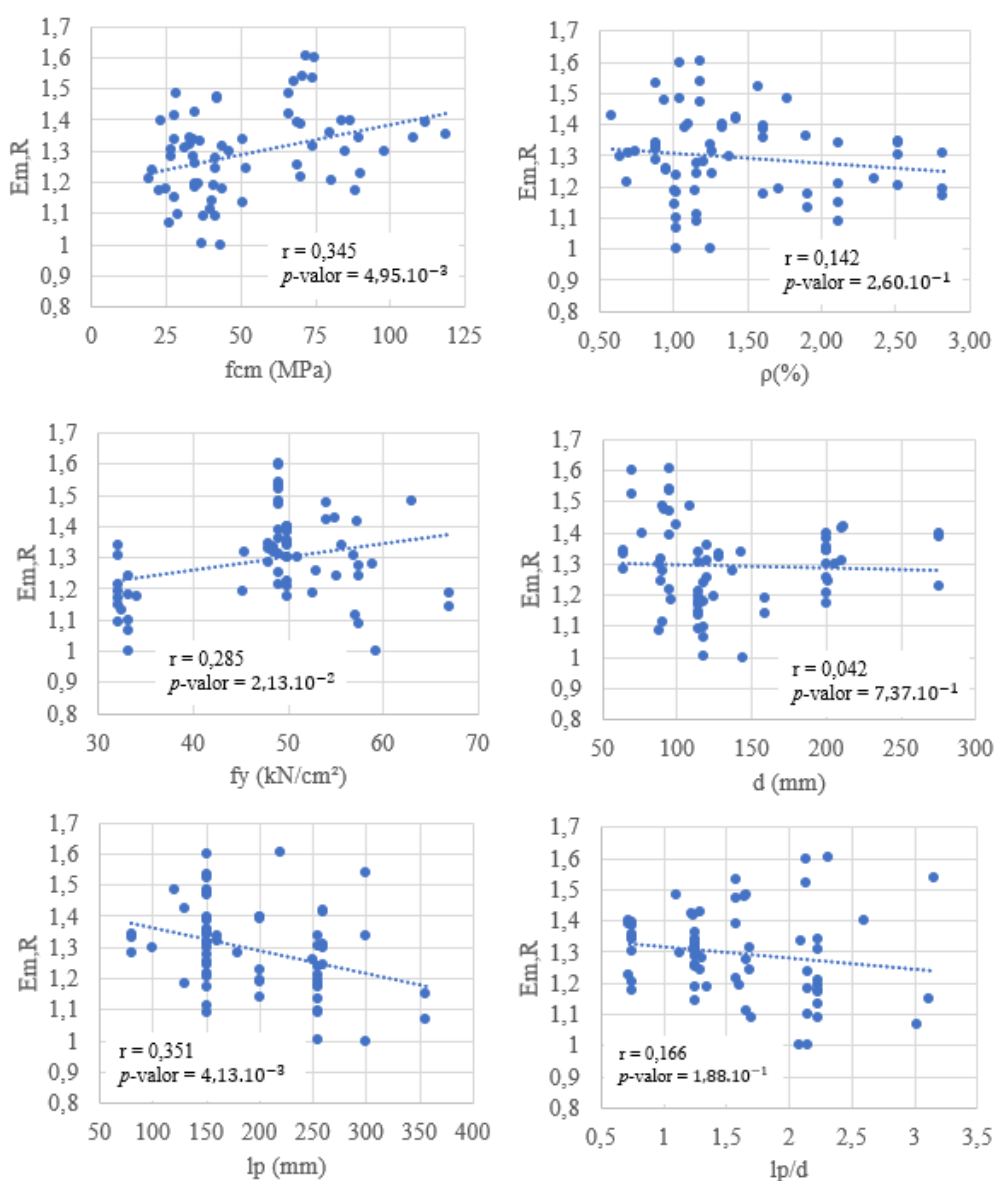 1,7
1,6
1,5
1,4
1,3
1,2
1,1
1
0,9
0,8
Em,R
r = 0,345
p-valor = 4,95.10⁻³
0 25 50 75 100 125
fcm (MPa)
1,7
1,6
1,5
1,4
1,3
1,2
1,1
1
0,9
0,8
Em,R
r = 0,142
p-valor = 2,60.10⁻¹
0,50 1,00 1,50 2,00 2,50 3,00
ρ(%)
1,7
1,6
1,5
1,4
1,3
1,2
1,1
1
0,9
0,8
Em,R
r = 0,285
p-valor = 2,13.10⁻²
30 40 50 60 70
fy (kN/cm²)
1,7
1,6
1,5
1,4
1,3
1,2
1,1
1
0,9
0,8
Em,R
r = 0,042
p-valor = 7,37.10⁻¹
50 100 150 200 250 300
d (mm)
1,7
1,6
1,5
1,4
1,3
1,2
1,1
1
0,9
0,8
Em,R
r = 0,351
p-valor = 4,13.10⁻³
50 100 150 200 250 300 350 400
lp (mm)
1,7
1,6
1,5
1,4
1,3
1,2
1,1
1
0,9
0,8
Em,R
r = 0,166
p-valor = 1,88.10⁻¹
0,5 1 1,5 2 2,5 3 3,5
lp/d